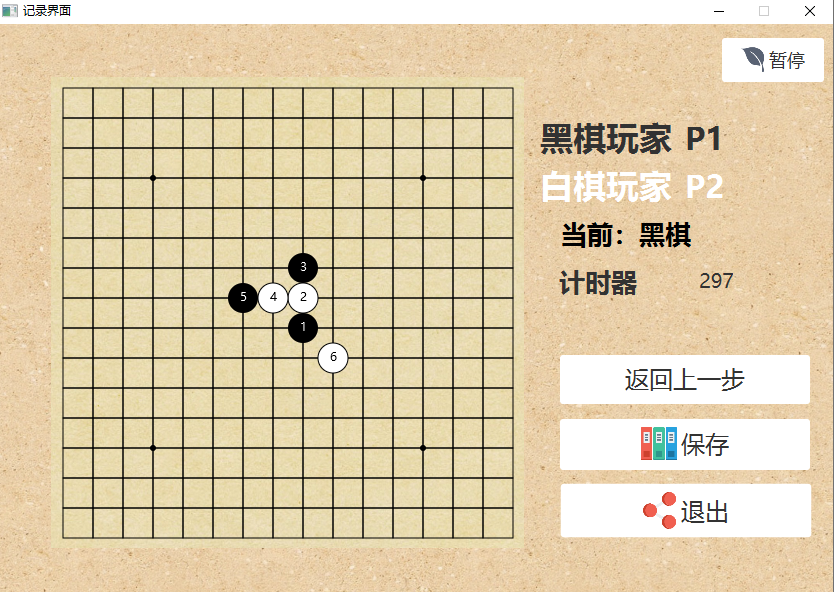 记录界面
暂停
黑棋玩家 P1
白棋玩家 P2
当前：黑棋
计时器 297
3
5 4 2
1
6
返回上一步
保存
退出